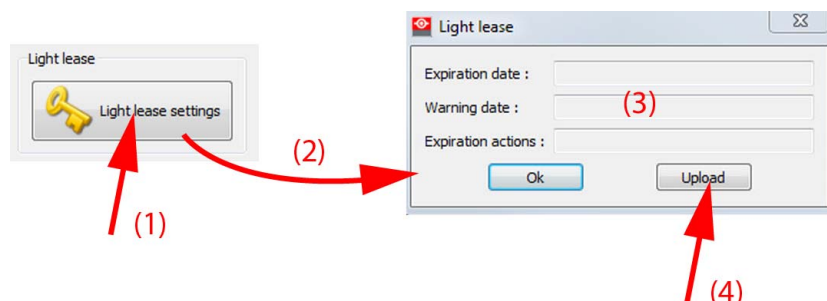 Light lease
Light lease settings
(1)
(2)
Light lease
Expiration date :
Warning date :
(3)
Expiration actions :
Ok
Upload
(4)